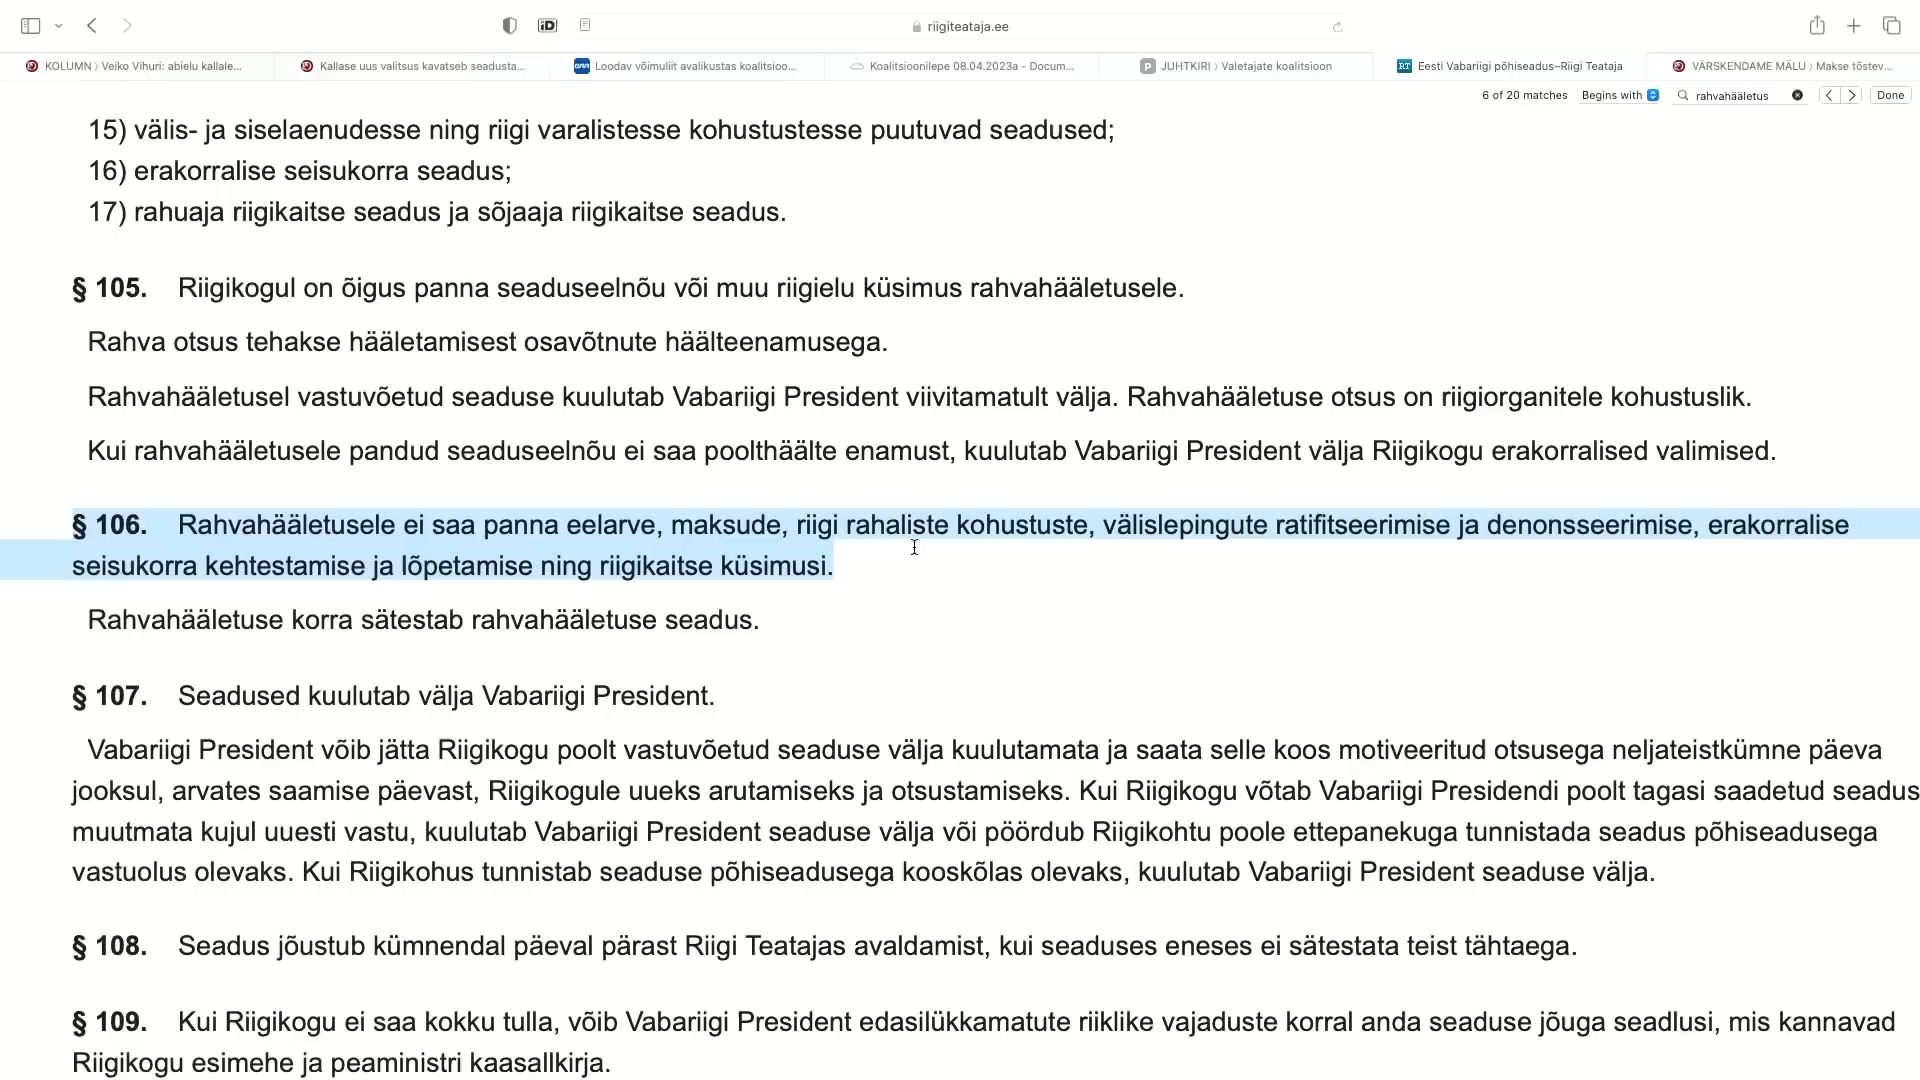 riigiteataja.ee
KOLUMN ⟩ Veiko Vihuri: abielu kallale...
Kallase uus valitsus kavatseb seadusta...
Loodav võimuliit avalikustas koalitsioo...
Koalitsioonilepe 08.04.2023a - Docum...
JUHTKIRI ⟩ Valetajate koalitsioon
Eesti Vabariigi põhiseadus–Riigi Teataja
VÄRSKENDAME MÄLU ⟩ Makse tõstev...
6 of 20 matches Begins with rahvahääletus Done
15) välis- ja siselaenudesse ning riigi varalistesse kohustustesse puutuvad seadused;
16) erakorralise seisukorra seadus;
17) rahuaja riigikaitse seadus ja sõjaaja riigikaitse seadus.
§ 105. Riigikogul on õigus panna seaduseelnõu või muu riigielu küsimus rahvahääletusele.
Rahva otsus tehakse hääletamisest osavõtnute häälteenamusega.
Rahvahääletusel vastuvõetud seaduse kuulutab Vabariigi President viivitamatult välja. Rahvahääletuse otsus on riigiorganitele kohustuslik.
Kui rahvahääletusele pandud seaduseelnõu ei saa poolthäälte enamust, kuulutab Vabariigi President välja Riigikogu erakorralised valimised.
§ 106. Rahvahääletusele ei saa panna eelarve, maksude, riigi rahaliste kohustuste, välislepingute ratifitseerimise ja denonsseerimise, erakorralise
seisukorra kehtestamise ja lõpetamise ning riigikaitse küsimusi.
Rahvahääletuse korra sätestab rahvahääletuse seadus.
§ 107. Seadused kuulutab välja Vabariigi President.
Vabariigi President võib jätta Riigikogu poolt vastuvõetud seaduse välja kuulutamata ja saata selle koos motiveeritud otsusega neljateistkümne päeva
jooksul, arvates saamise päevast, Riigikogule uueks arutamiseks ja otsustamiseks. Kui Riigikogu võtab Vabariigi Presidendi poolt tagasi saadetud seadus
muutmata kujul uuesti vastu, kuulutab Vabariigi President seaduse välja või pöördub Riigikohtu poole ettepanekuga tunnistada seadus põhiseadusega
vastuolus olevaks. Kui Riigikohus tunnistab seaduse põhiseadusega kooskõlas olevaks, kuulutab Vabariigi President seaduse välja.
§ 108. Seadus jõustub kümnendal päeval pärast Riigi Teatajas avaldamist, kui seaduses eneses ei sätestata teist tähtaega.
§ 109. Kui Riigikogu ei saa kokku tulla, võib Vabariigi President edasilükkamatute riiklike vajaduste korral anda seaduse jõuga seadlusi, mis kannavad
Riigikogu esimehe ja peaministri kaasallkirja.